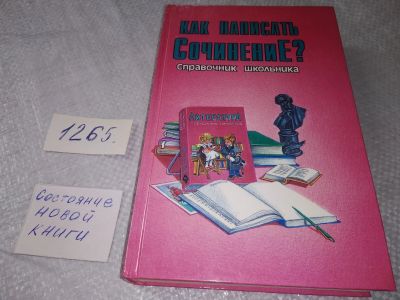 КАК НАПИСАТЬ
СОЧИНЕНИЕ?
справочник школьника
1265.
СОСТОЯНИЕ
НОВОЙ
КНИГИ